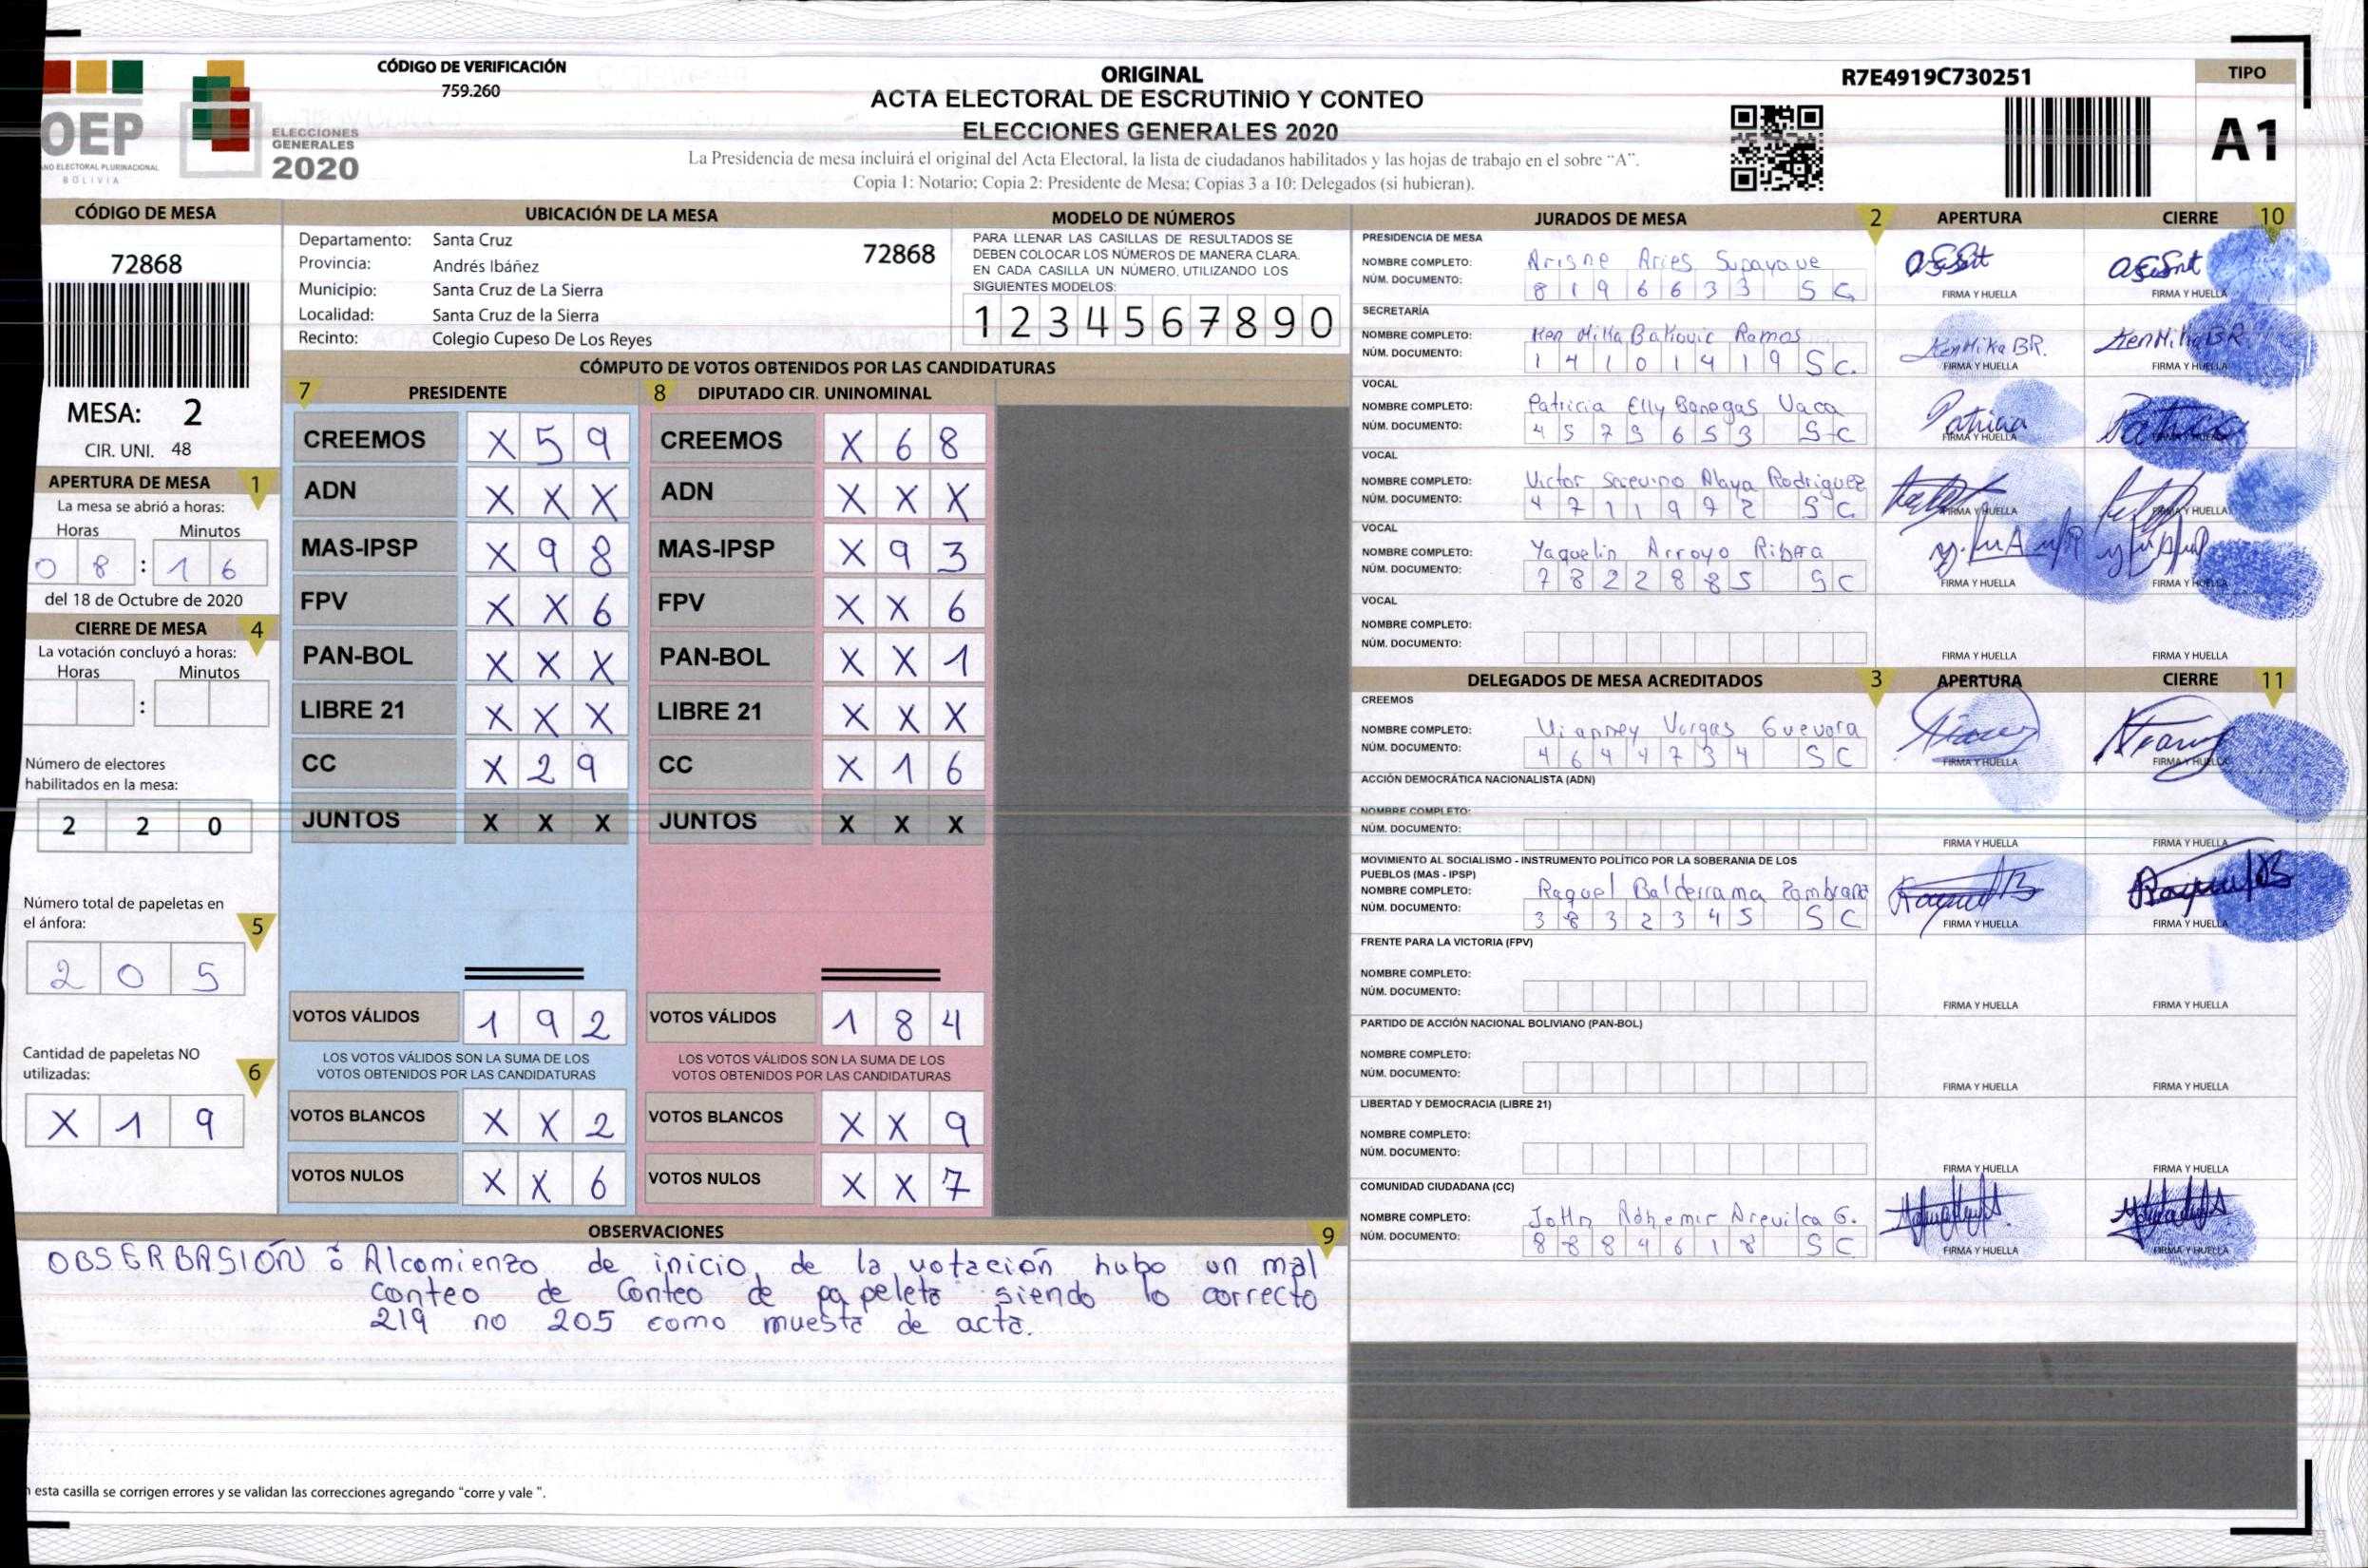 OEP
ANO ELECTORAL PLURINACIONAL
BOLIVIA
ELECCIONES
GENERALES
2020
CÓDIGO DE VERIFICACIÓN
759.260
ORIGINAL
ACTA ELECTORAL DE ESCRUTINIO Y CONTEO
ELECCIONES GENERALES 2020
La Presidencia de mesa incluirá el original del Acta Electoral, la lista de ciudadanos habilitados y las hojas de trabajo en el sobre “A”.
Copia 1: Notario; Copia 2: Presidente de Mesa; Copias 3 a 10: Delegados (si hubieran).
R7E4919C730251
TIPO
A1
CÓDIGO DE MESA
72868
MESA: 2
CIR. UNI. 48
APERTURA DE MESA 1
La mesa se abrió a horas:
Horas Minutos
0 8 : 1 6
del 18 de Octubre de 2020
CIERRE DE MESA 4
La votación concluyó a horas:
Horas Minutos
:
Número de electores
habilitados en la mesa:
2 2 0
Número total de papeletas en
el ánfora: 5
2 0 5
Cantidad de papeletas NO
utilizadas: 6
X 1 9
UBICACIÓN DE LA MESA
Departamento: Santa Cruz 72868
Provincia: Andrés Ibáñez
Municipio: Santa Cruz de La Sierra
Localidad: Santa Cruz de la Sierra
Recinto: Colegio Cupeso De Los Reyes
MODELO DE NÚMEROS
PARA LLENAR LAS CASILLAS DE RESULTADOS SE
DEBEN COLOCAR LOS NÚMEROS DE MANERA CLARA.
EN CADA CASILLA UN NÚMERO, UTILIZANDO LOS
SIGUIENTES MODELOS:
1 2 3 4 5 6 7 8 9 0
CÓMPUTO DE VOTOS OBTENIDOS POR LAS CANDIDATURAS
7 PRESIDENTE
CREEMOS X 5 9
ADN X X X
MAS-IPSP X 9 8
FPV X X 6
PAN-BOL X X X
LIBRE 21 X X X
CC X 2 9
JUNTOS X X X
VOTOS VÁLIDOS 1 9 2
LOS VOTOS VÁLIDOS SON LA SUMA DE LOS
VOTOS OBTENIDOS POR LAS CANDIDATURAS
VOTOS BLANCOS X X 2
VOTOS NULOS X X 6
8 DIPUTADO CIR. UNINOMINAL
CREEMOS X 6 8
ADN X X X
MAS-IPSP X 9 3
FPV X X 6
PAN-BOL X X 1
LIBRE 21 X X X
CC X 1 6
JUNTOS X X X
VOTOS VÁLIDOS 1 8 4
LOS VOTOS VÁLIDOS SON LA SUMA DE LOS
VOTOS OBTENIDOS POR LAS CANDIDATURAS
VOTOS BLANCOS X X 9
VOTOS NULOS X X 7
OBSERVACIONES 9
OBSERBASIÓN : Alcomienzo de inicio de la votación hubo un mal
conteo de Conteo de papeleta siendo lo correcto
219 no 205 como muesta de acta.
n esta casilla se corrigen errores y se validan las correcciones agregando “corre y vale ”.
JURADOS DE MESA 2 APERTURA CIERRE 10
PRESIDENCIA DE MESA
NOMBRE COMPLETO: Aries Supayave
NÚM. DOCUMENTO: 8 1 9 6 6 3 3 S C
FIRMA Y HUELLA FIRMA Y HUELLA
SECRETARÍA
NOMBRE COMPLETO: Ken Mika Bakovic Ramos
NÚM. DOCUMENTO: 1 4 1 0 1 4 1 9 S C.
KenMika BR. KenMika BR
FIRMA Y HUELLA FIRMA Y HUELLA
VOCAL
NOMBRE COMPLETO: Patricia Elly Banegas Vaca
NÚM. DOCUMENTO: 4 5 7 9 6 5 3 S C
Patricia
FIRMA Y HUELLA FIRMA Y HUELLA
VOCAL
NOMBRE COMPLETO: Victor Alaya Rodriguez
NÚM. DOCUMENTO: 4 7 1 1 9 7 2 S C
FIRMA Y HUELLA FIRMA Y HUELLA
VOCAL
NOMBRE COMPLETO: Yaquelin Arroyo Ribera
NÚM. DOCUMENTO: 7 8 2 2 8 8 5 S C
FIRMA Y HUELLA FIRMA Y HUELLA
VOCAL
NOMBRE COMPLETO:
NÚM. DOCUMENTO:
FIRMA Y HUELLA FIRMA Y HUELLA
DELEGADOS DE MESA ACREDITADOS 3 APERTURA CIERRE 11
CREEMOS
NOMBRE COMPLETO: Vianney Vargas Guevara
NÚM. DOCUMENTO: 4 6 4 4 7 3 4 S C
FIRMA Y HUELLA FIRMA Y HUELLA
ACCIÓN DEMOCRÁTICA NACIONALISTA (ADN)
NOMBRE COMPLETO:
NÚM. DOCUMENTO:
FIRMA Y HUELLA FIRMA Y HUELLA
MOVIMIENTO AL SOCIALISMO - INSTRUMENTO POLÍTICO POR LA SOBERANIA DE LOS
PUEBLOS (MAS - IPSP)
NOMBRE COMPLETO: Raquel Balderrama Zambrana
NÚM. DOCUMENTO: 3 8 3 2 3 4 5 S C
FIRMA Y HUELLA FIRMA Y HUELLA
FRENTE PARA LA VICTORIA (FPV)
NOMBRE COMPLETO:
NÚM. DOCUMENTO:
FIRMA Y HUELLA FIRMA Y HUELLA
PARTIDO DE ACCIÓN NACIONAL BOLIVIANO (PAN-BOL)
NOMBRE COMPLETO:
NÚM. DOCUMENTO:
FIRMA Y HUELLA FIRMA Y HUELLA
LIBERTAD Y DEMOCRACIA (LIBRE 21)
NOMBRE COMPLETO:
NÚM. DOCUMENTO:
FIRMA Y HUELLA FIRMA Y HUELLA
COMUNIDAD CIUDADANA (CC)
NOMBRE COMPLETO: John Adhemir Arevilca G.
NÚM. DOCUMENTO: 8 8 8 4 6 1 8 S C
FIRMA Y HUELLA FIRMA Y HUELLA